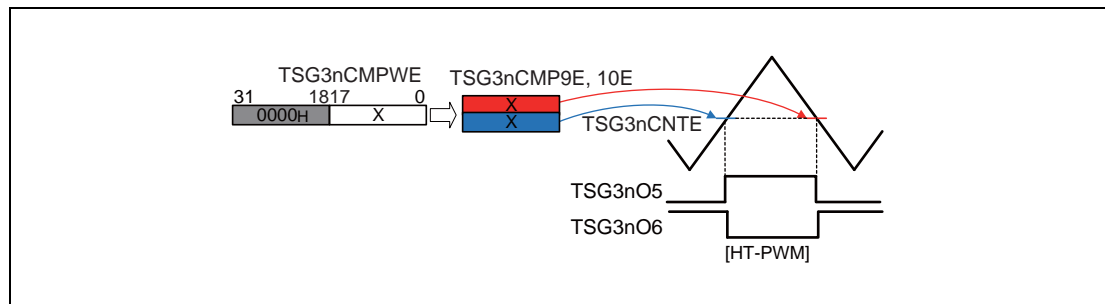 TSG3nCMPWE
TSG3nCMP9E, 10E
31 1817 0
0000H X
X
X
TSG3nCNTE
TSG3nO5
TSG3nO6
[HT-PWM]